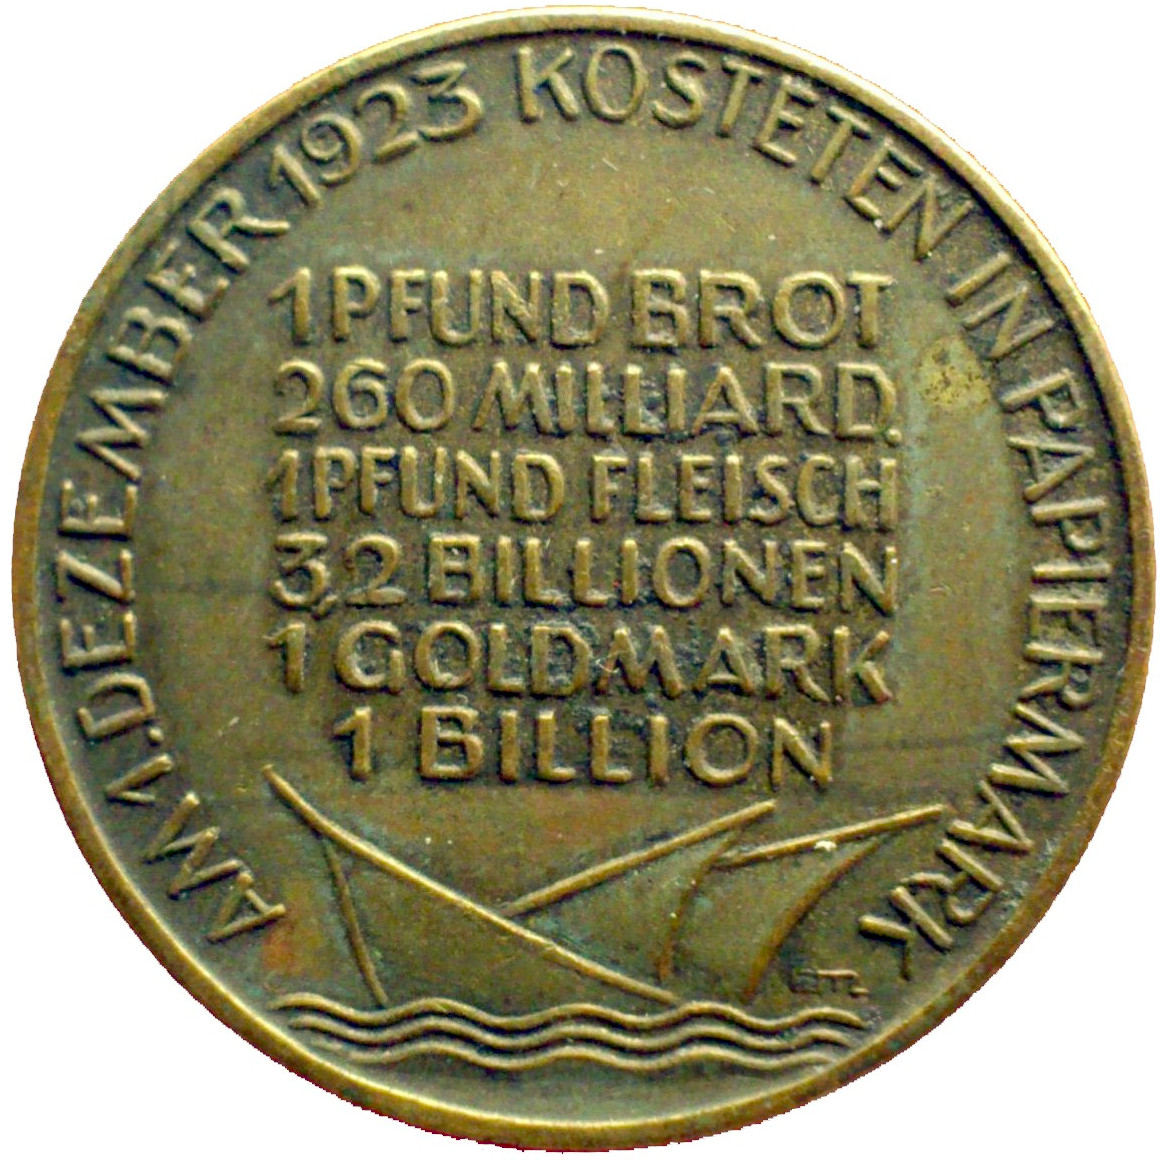 AM 1. DEZEMBER 1923 KOSTETEN IN PAPIERMARK
1 PFUND BROT
260 MILLIARD.
1 PFUND FLEISCH
3,2 BILLIONEN
1 GOLDMARK
1 BILLION